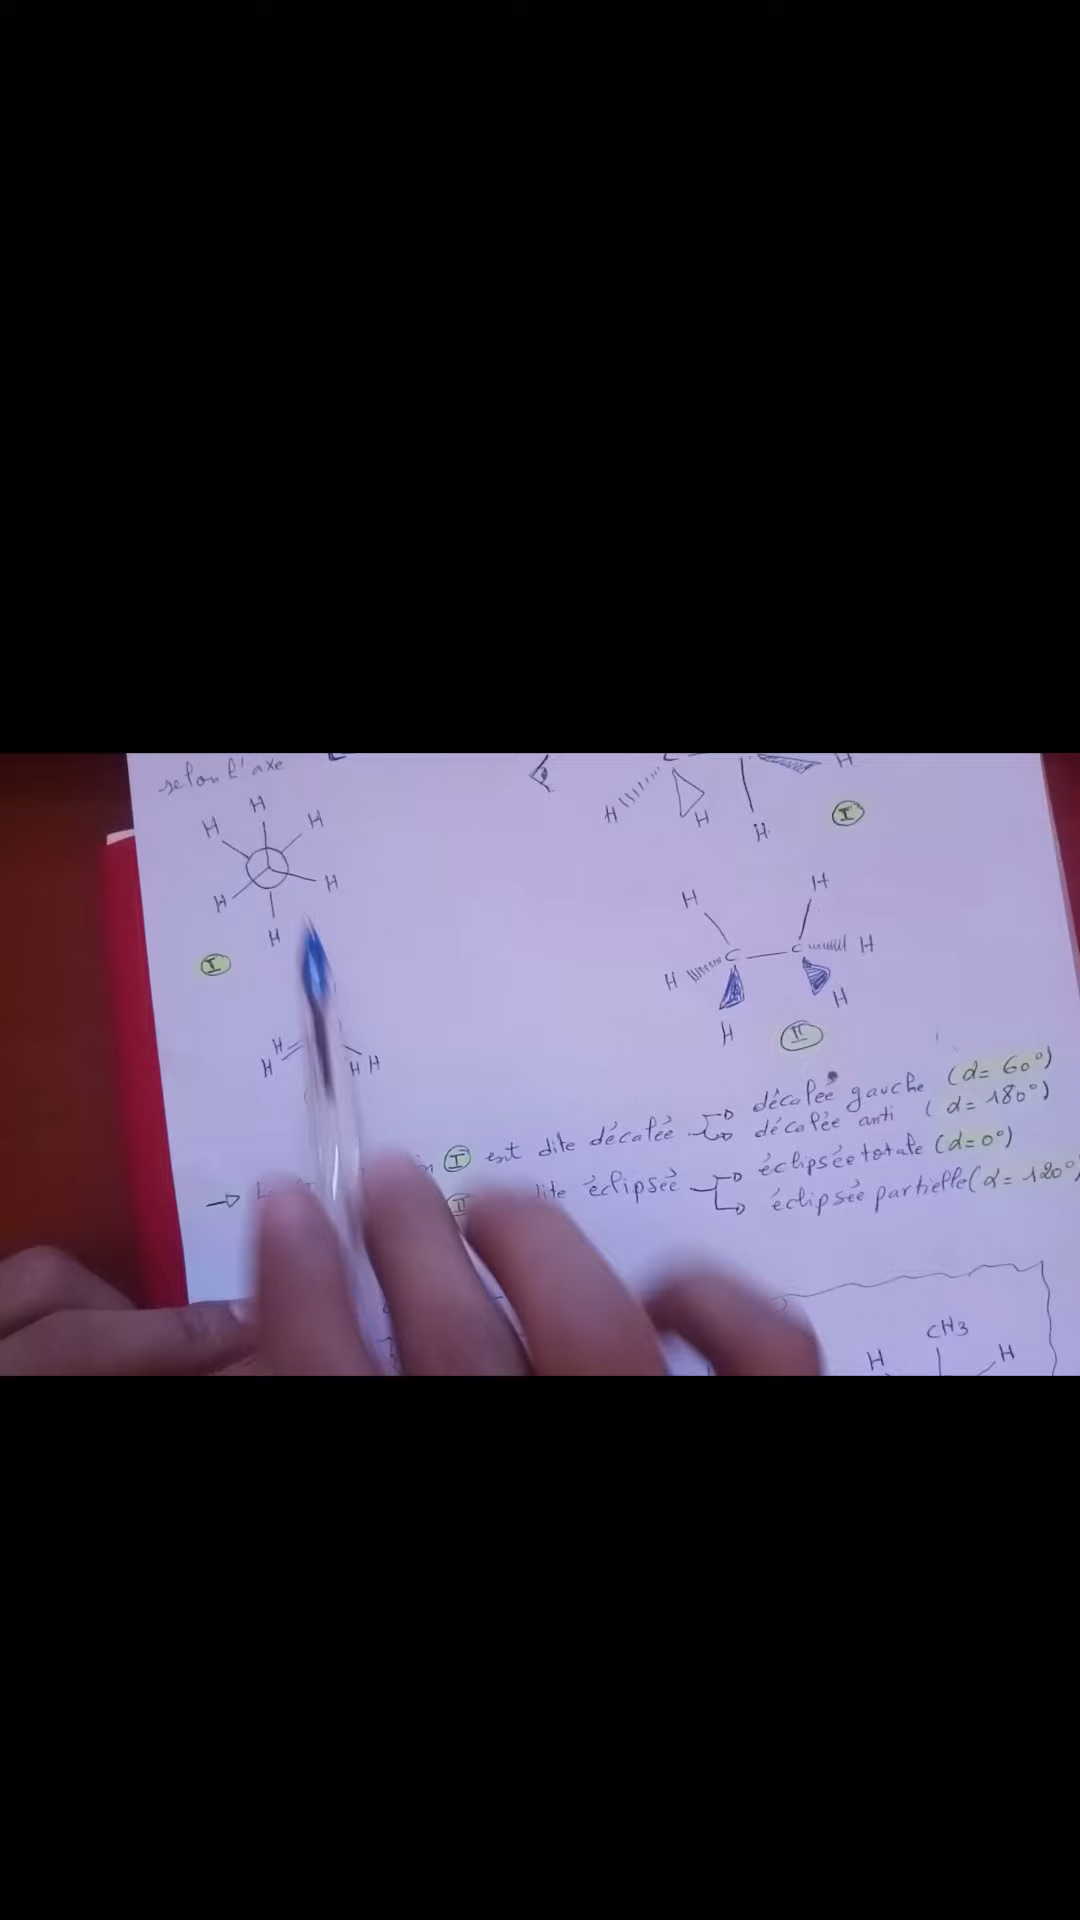 selon l'axe
H H H
H H
H
I
H H H
H
I
H H
H C C H
H H
II
H H H H
I est dite décalée décalée gauche (α = 60°)
décalée anti (α = 180°)
II dite éclipsée éclipsée totale (α = 0°)
éclipsée partielle (α = 120°)
CH3
H H